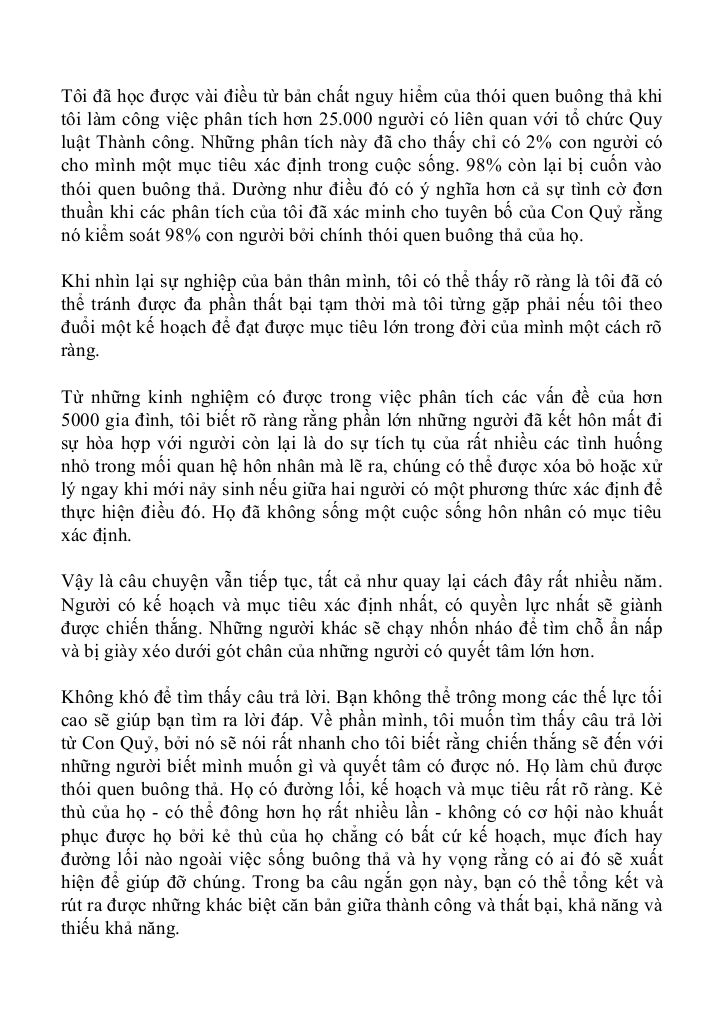 Tôi đã học được vài điều từ bản chất nguy hiểm của thói quen buông thả khi
tôi làm công việc phân tích hơn 25.000 người có liên quan với tổ chức Quy
luật Thành công. Những phân tích này đã cho thấy chỉ có 2% con người có
cho mình một mục tiêu xác định trong cuộc sống. 98% còn lại bị cuốn vào
thói quen buông thả. Dường như điều đó có ý nghĩa hơn cả sự tình cờ đơn
thuần khi các phân tích của tôi đã xác minh cho tuyên bố của Con Quỷ rằng
nó kiểm soát 98% con người bởi chính thói quen buông thả của họ.
Khi nhìn lại sự nghiệp của bản thân mình, tôi có thể thấy rõ ràng là tôi đã có
thể tránh được đa phần thất bại tạm thời mà tôi từng gặp phải nếu tôi theo
đuổi một kế hoạch để đạt được mục tiêu lớn trong đời của mình một cách rõ
ràng.
Từ những kinh nghiệm có được trong việc phân tích các vấn đề của hơn
5000 gia đình, tôi biết rõ ràng rằng phần lớn những người đã kết hôn mất đi
sự hòa hợp với người còn lại là do sự tích tụ của rất nhiều các tình huống
nhỏ trong mối quan hệ hôn nhân mà lẽ ra, chúng có thể được xóa bỏ hoặc xử
lý ngay khi mới nảy sinh nếu giữa hai người có một phương thức xác định để
thực hiện điều đó. Họ đã không sống một cuộc sống hôn nhân có mục tiêu
xác định.
Vậy là câu chuyện vẫn tiếp tục, tất cả như quay lại cách đây rất nhiều năm.
Người có kế hoạch và mục tiêu xác định nhất, có quyền lực nhất sẽ giành
được chiến thắng. Những người khác sẽ chạy nhốn nháo để tìm chỗ ẩn nấp
và bị giày xéo dưới gót chân của những người có quyết tâm lớn hơn.
Không khó để tìm thấy câu trả lời. Bạn không thể trông mong các thế lực tối
cao sẽ giúp bạn tìm ra lời đáp. Về phần mình, tôi muốn tìm thấy câu trả lời
từ Con Quỷ, bởi nó sẽ nói rất nhanh cho tôi biết rằng chiến thắng sẽ đến với
những người biết mình muốn gì và quyết tâm có được nó. Họ làm chủ được
thói quen buông thả. Họ có đường lối, kế hoạch và mục tiêu rất rõ ràng. Kẻ
thù của họ - có thể đông hơn họ rất nhiều lần - không có cơ hội nào khuất
phục được họ bởi kẻ thù của họ chẳng có bất cứ kế hoạch, mục đích hay
đường lối nào ngoài việc sống buông thả và hy vọng rằng có ai đó sẽ xuất
hiện để giúp đỡ chúng. Trong ba câu ngắn gọn này, bạn có thể tổng kết và
rút ra được những khác biệt căn bản giữa thành công và thất bại, khả năng và
thiếu khả năng.